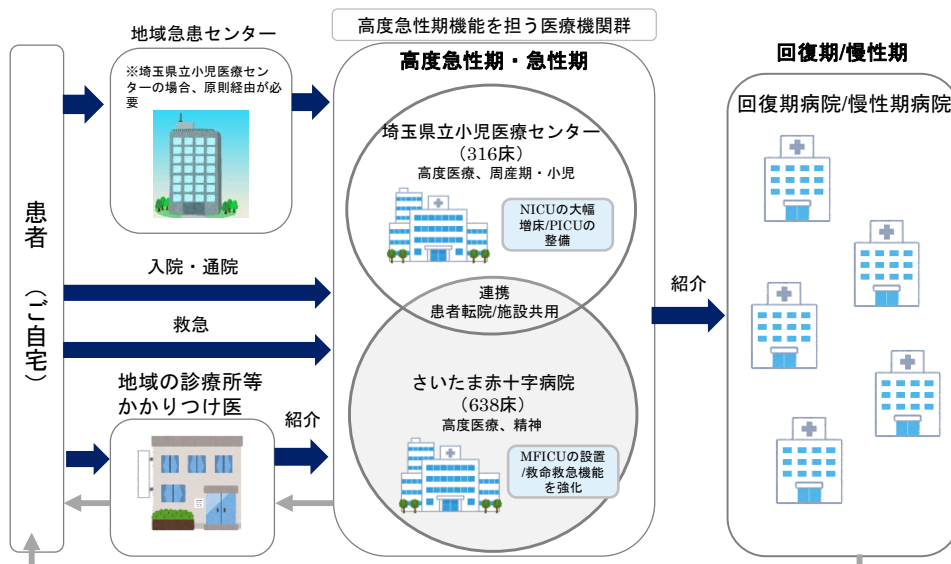 高度急性期機能を担う医療機関群
地域急患センター
※埼玉県立小児医療セン
ターの場合、原則経由が必
要
患者（ご自宅）
入院・通院
救急
地域の診療所等
かかりつけ医
紹介
高度急性期・急性期
埼玉県立小児医療センター
（316床）
高度医療、周産期・小児
NICUの大幅
増床/PICUの
整備
連携
患者転院/施設共用
さいたま赤十字病院
（638床）
高度医療、精神
MFICUの設置
/救命救急機能
を強化
紹介
回復期/慢性期
回復期病院/慢性期病院